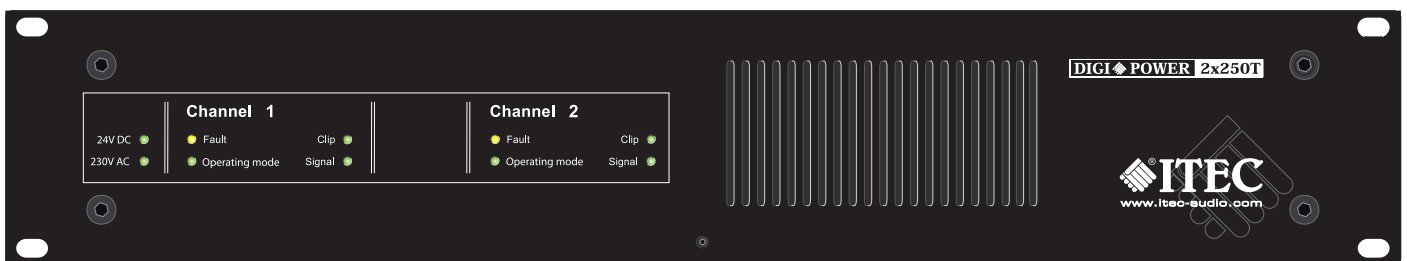 DIGI POWER 2x250T
Channel 1
Channel 2
24V DC
Fault
Clip
Fault
Clip
230V AC
Operating mode
Signal
Operating mode
Signal
® ITEC
www.itec-audio.com